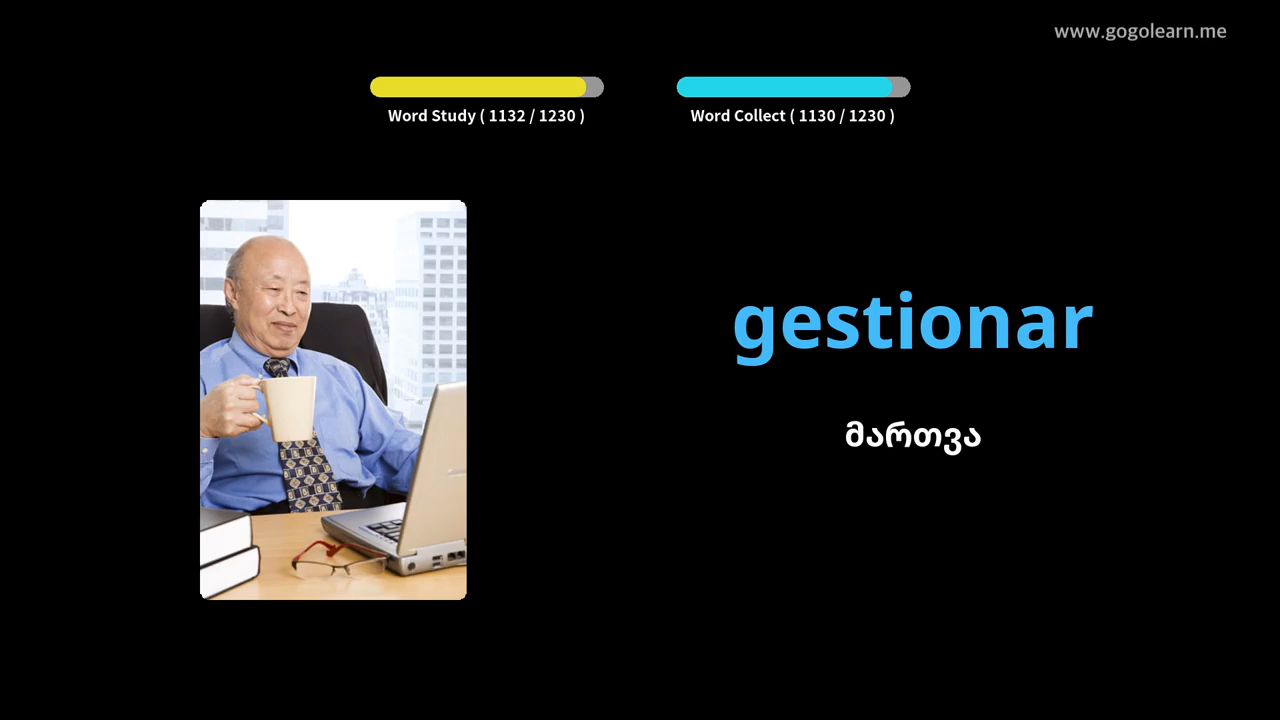 www.gogolearn.me
Word Study ( 1132 / 1230 )
Word Collect ( 1130 / 1230 )
gestionar
მართვა